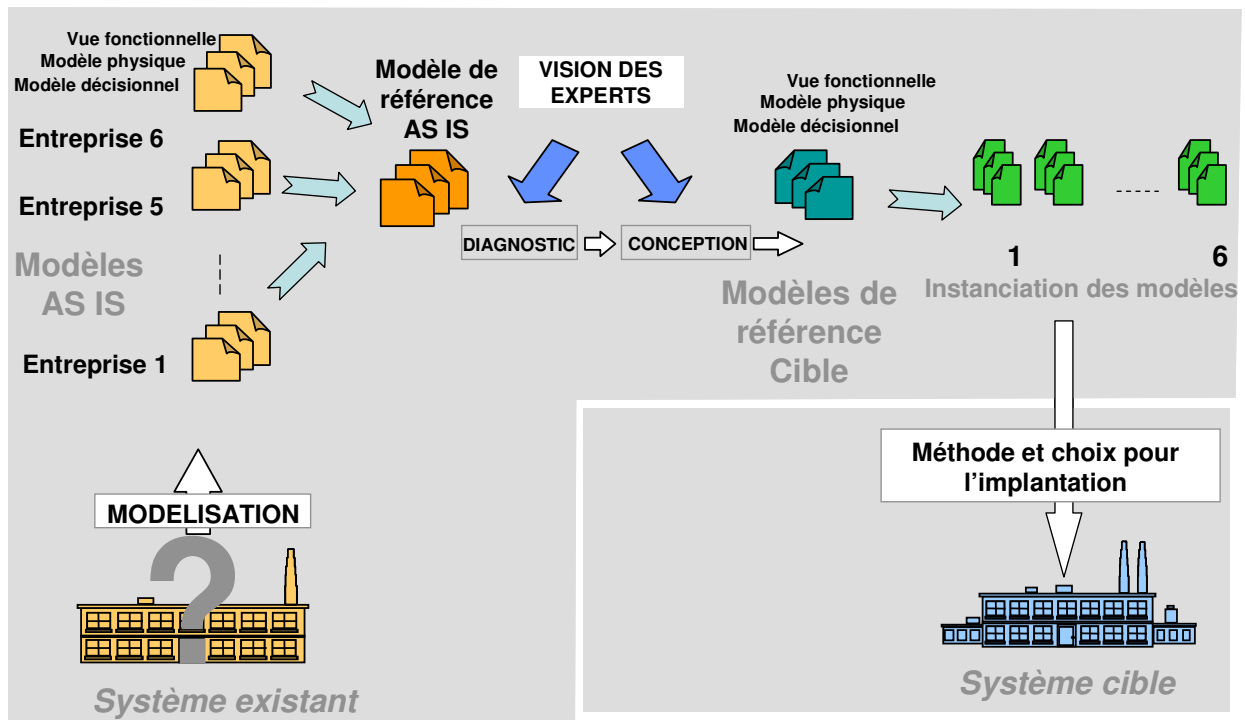 Vue fonctionnelle
Modèle physique
Modèle décisionnel
Entreprise 6
Entreprise 5
Modèles
AS IS
Entreprise 1
MODELISATION
?
Système existant
Modèle de
référence
AS IS
VISION DES
EXPERTS
DIAGNOSTIC
CONCEPTION
Vue fonctionnelle
Modèle physique
Modèle décisionnel
Modèles de
référence
Cible
1
6
Instanciation des modèles
Méthode et choix pour
l'implantation
Système cible